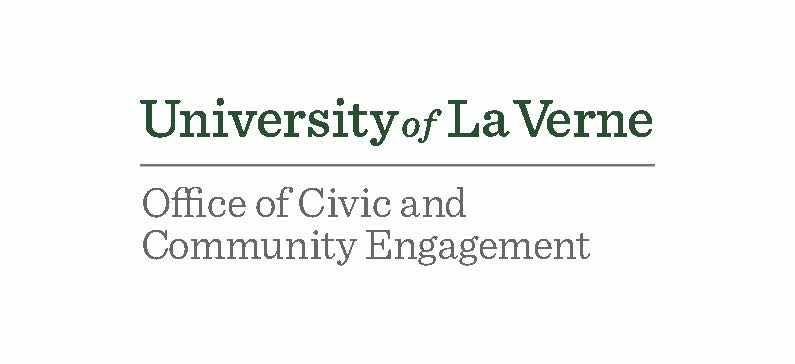 University of La Verne
Office of Civic and
Community Engagement